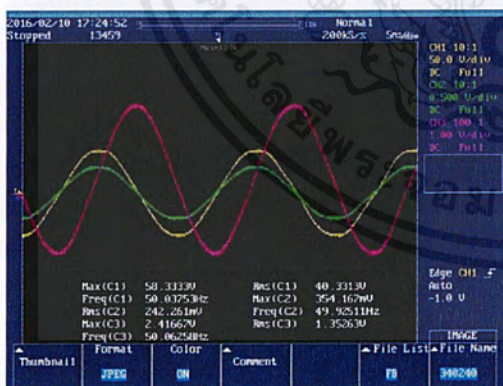 2016/02/10 17:24:52
Normal
Stopped 13459 200kS/s 5ms/div
CH1 10:1
50.0 V/div
DC Full
CH2 10:1
0.500 V/div
DC Full
CH3 100:1
1.00 V/div
DC Full
Edge CH1
Auto
-1.0 V
Max(C1) 58.3333V Rms(C1) 40.3313V
Freq(C1) 50.03753Hz Max(C2) 354.167mV
Rms(C2) 242.261mV Freq(C2) 49.92511Hz
Max(C3) 2.41667V Rms(C3) 1.35263V
Freq(C3) 50.06258Hz
IMAGE
Thumbnail Format Color Comment File List File Name
JPEG ON FD 340240